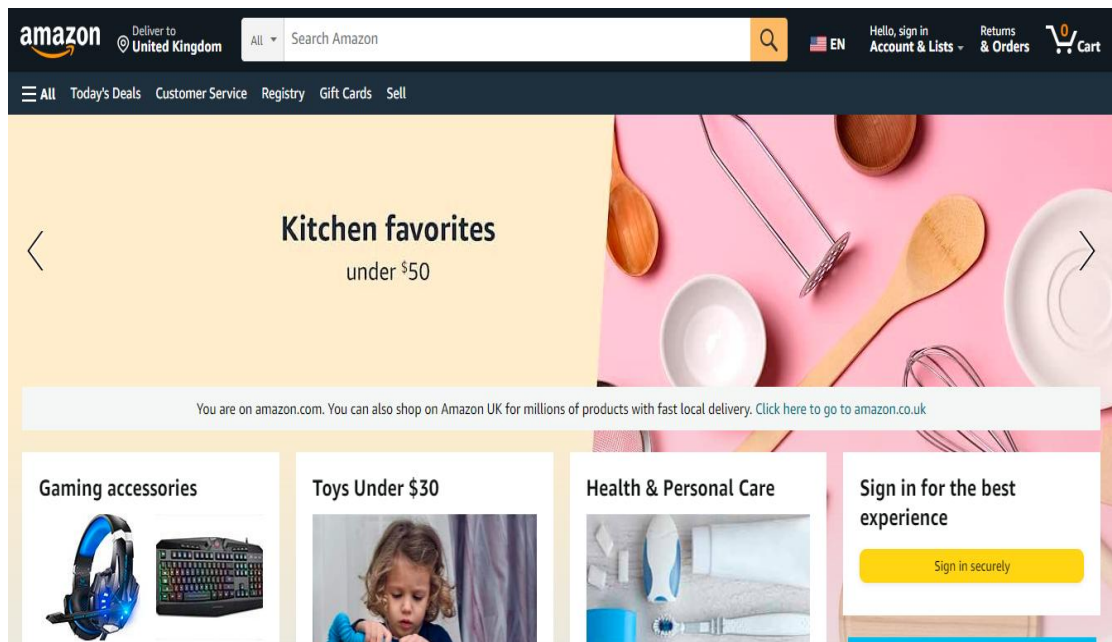 amazon
Deliver to
United Kingdom
All
Search Amazon
EN
Hello, sign in
Account & Lists
Returns
& Orders
0
Cart
All
Today's Deals
Customer Service
Registry
Gift Cards
Sell
Kitchen favorites
under $50
You are on amazon.com. You can also shop on Amazon UK for millions of products with fast local delivery. Click here to go to amazon.co.uk
Gaming accessories
Toys Under $30
Health & Personal Care
Sign in for the best
experience
Sign in securely